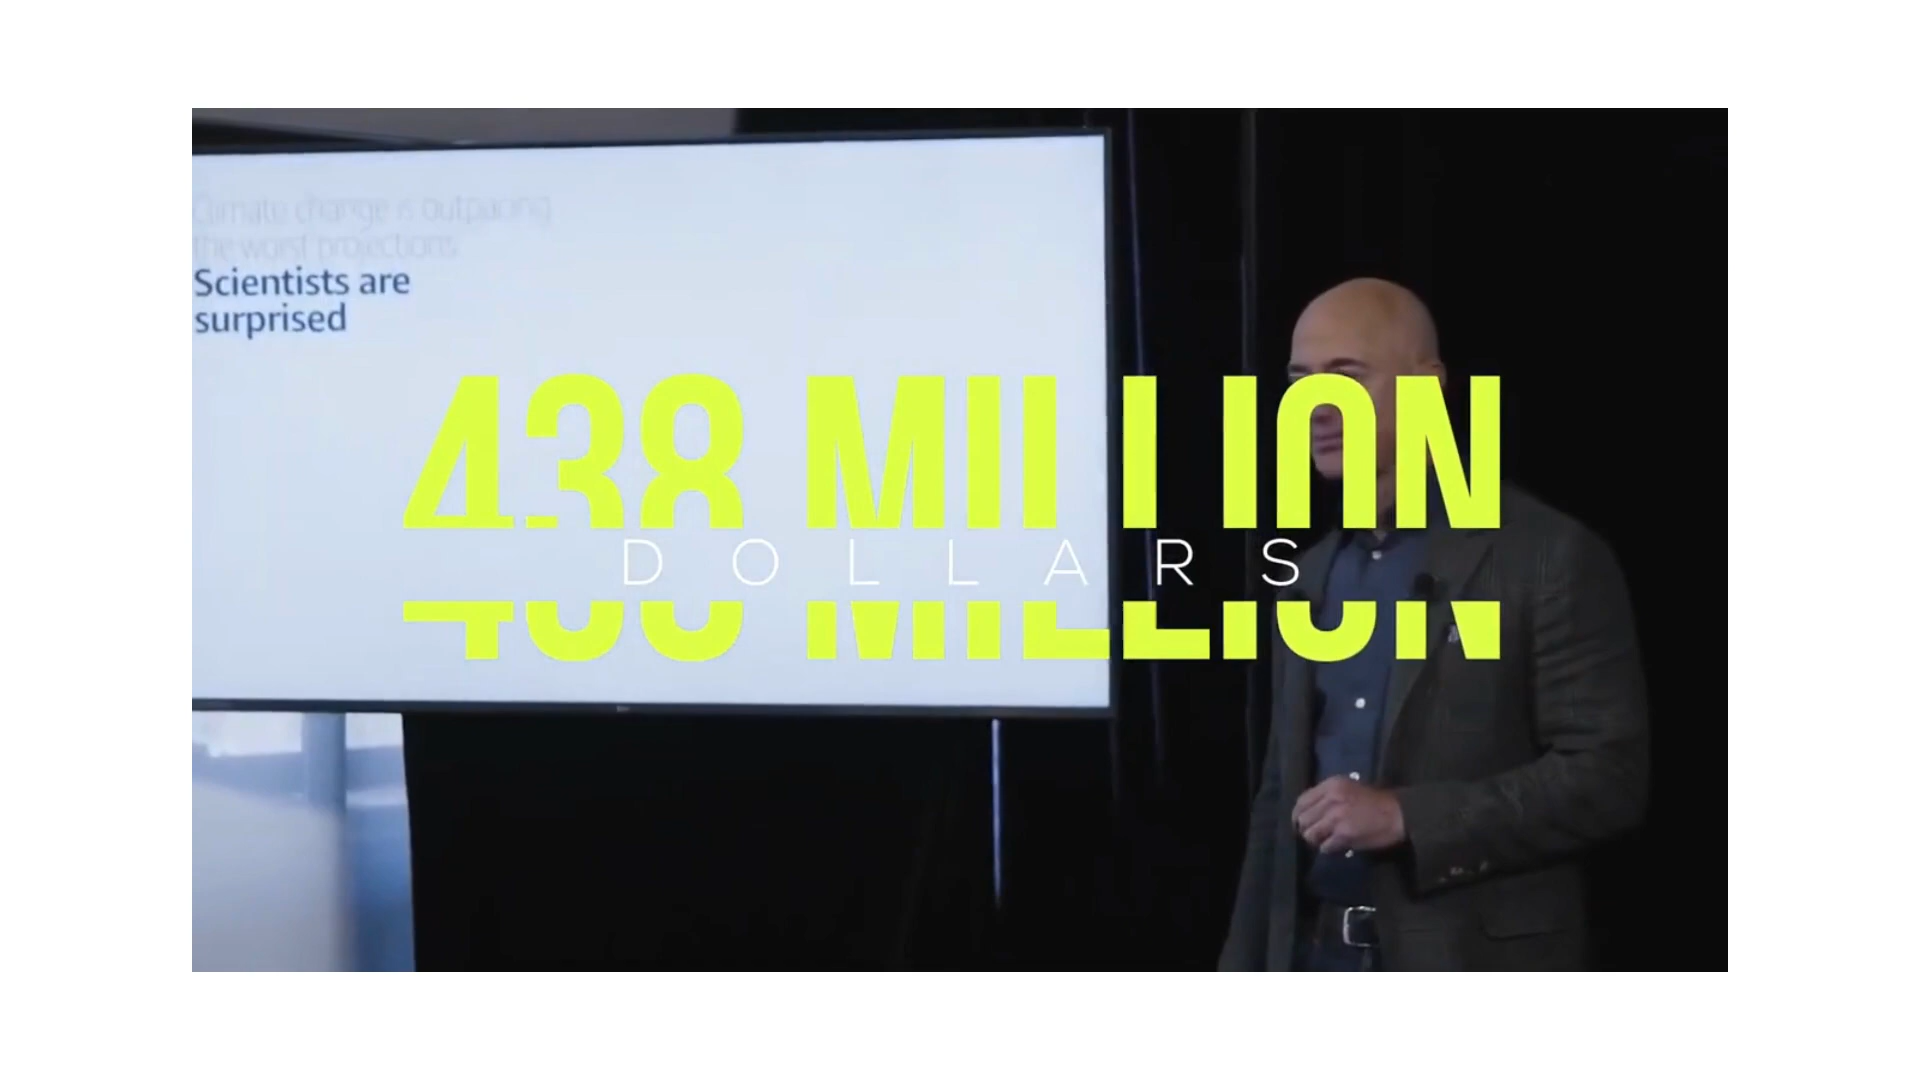 Climate change is outpacing
the worst projections
Scientists are
surprised
438 MILLION
DOLLARS